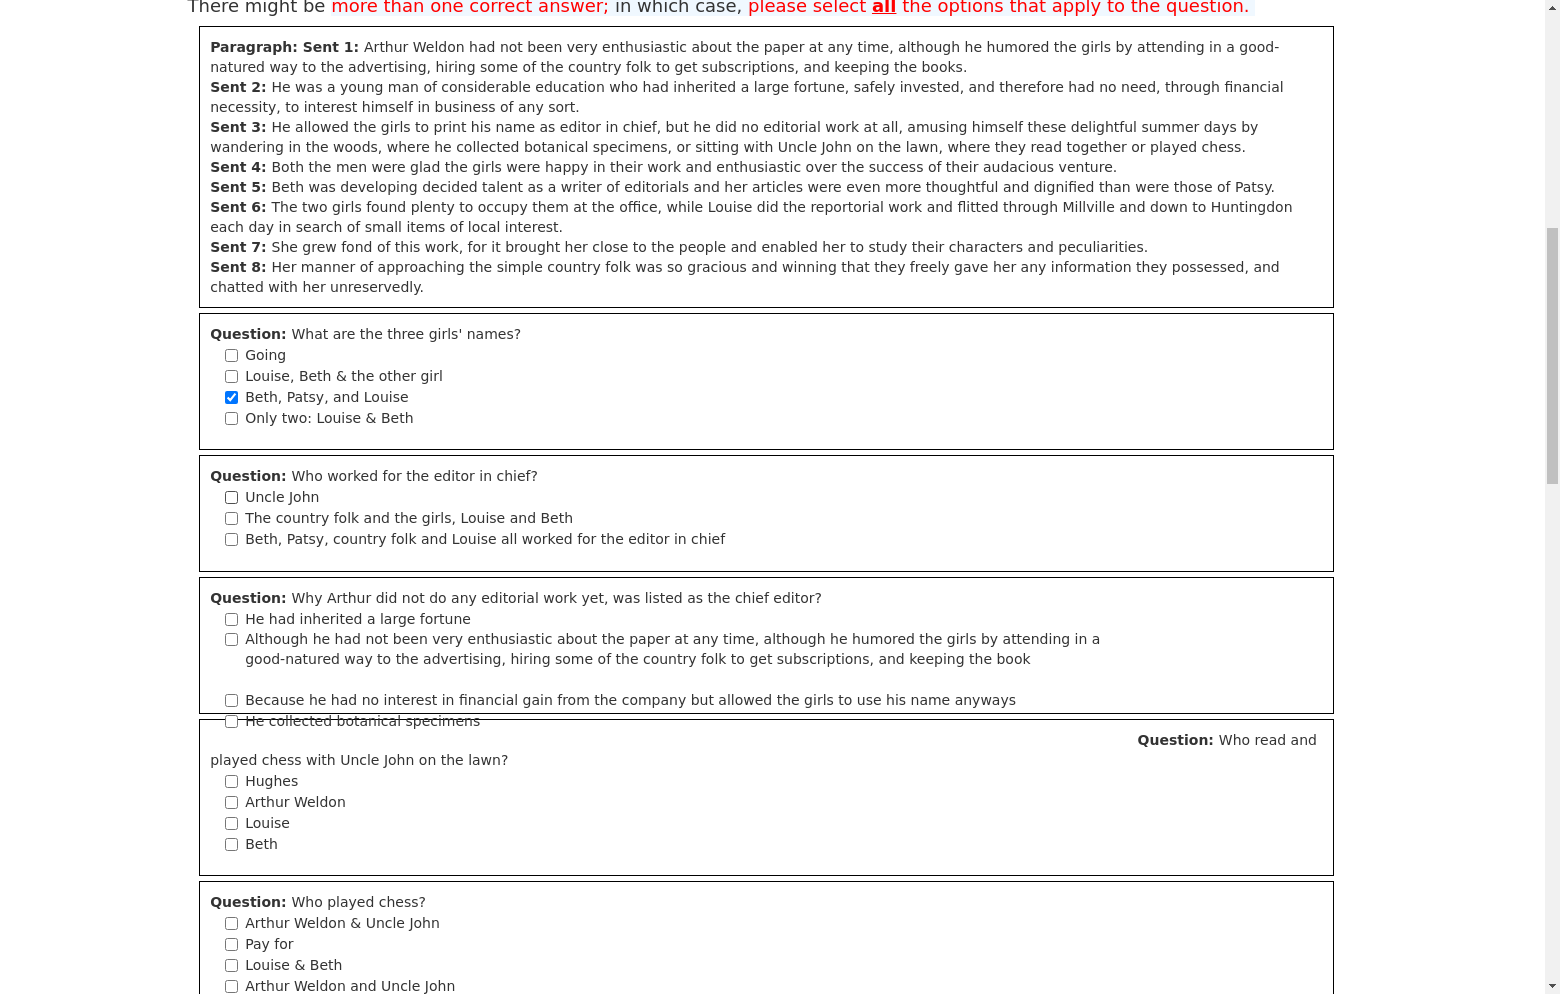 There might be more than one correct answer; in which case, please select all the options that apply to the question.
Paragraph: Sent 1: Arthur Weldon had not been very enthusiastic about the paper at any time, although he humored the girls by attending in a good-
natured way to the advertising, hiring some of the country folk to get subscriptions, and keeping the books.
Sent 2: He was a young man of considerable education who had inherited a large fortune, safely invested, and therefore had no need, through financial
necessity, to interest himself in business of any sort.
Sent 3: He allowed the girls to print his name as editor in chief, but he did no editorial work at all, amusing himself these delightful summer days by
wandering in the woods, where he collected botanical specimens, or sitting with Uncle John on the lawn, where they read together or played chess.
Sent 4: Both the men were glad the girls were happy in their work and enthusiastic over the success of their audacious venture.
Sent 5: Beth was developing decided talent as a writer of editorials and her articles were even more thoughtful and dignified than were those of Patsy.
Sent 6: The two girls found plenty to occupy them at the office, while Louise did the reportorial work and flitted through Millville and down to Huntingdon
each day in search of small items of local interest.
Sent 7: She grew fond of this work, for it brought her close to the people and enabled her to study their characters and peculiarities.
Sent 8: Her manner of approaching the simple country folk was so gracious and winning that they freely gave her any information they possessed, and
chatted with her unreservedly.
Question: What are the three girls' names?
Going
Louise, Beth & the other girl
Beth, Patsy, and Louise
Only two: Louise & Beth
Question: Who worked for the editor in chief?
Uncle John
The country folk and the girls, Louise and Beth
Beth, Patsy, country folk and Louise all worked for the editor in chief
Question: Why Arthur did not do any editorial work yet, was listed as the chief editor?
He had inherited a large fortune
Although he had not been very enthusiastic about the paper at any time, although he humored the girls by attending in a
good-natured way to the advertising, hiring some of the country folk to get subscriptions, and keeping the book
Because he had no interest in financial gain from the company but allowed the girls to use his name anyways
He collected botanical specimens
Question: Who read and
played chess with Uncle John on the lawn?
Hughes
Arthur Weldon
Louise
Beth
Question: Who played chess?
Arthur Weldon & Uncle John
Pay for
Louise & Beth
Arthur Weldon and Uncle John